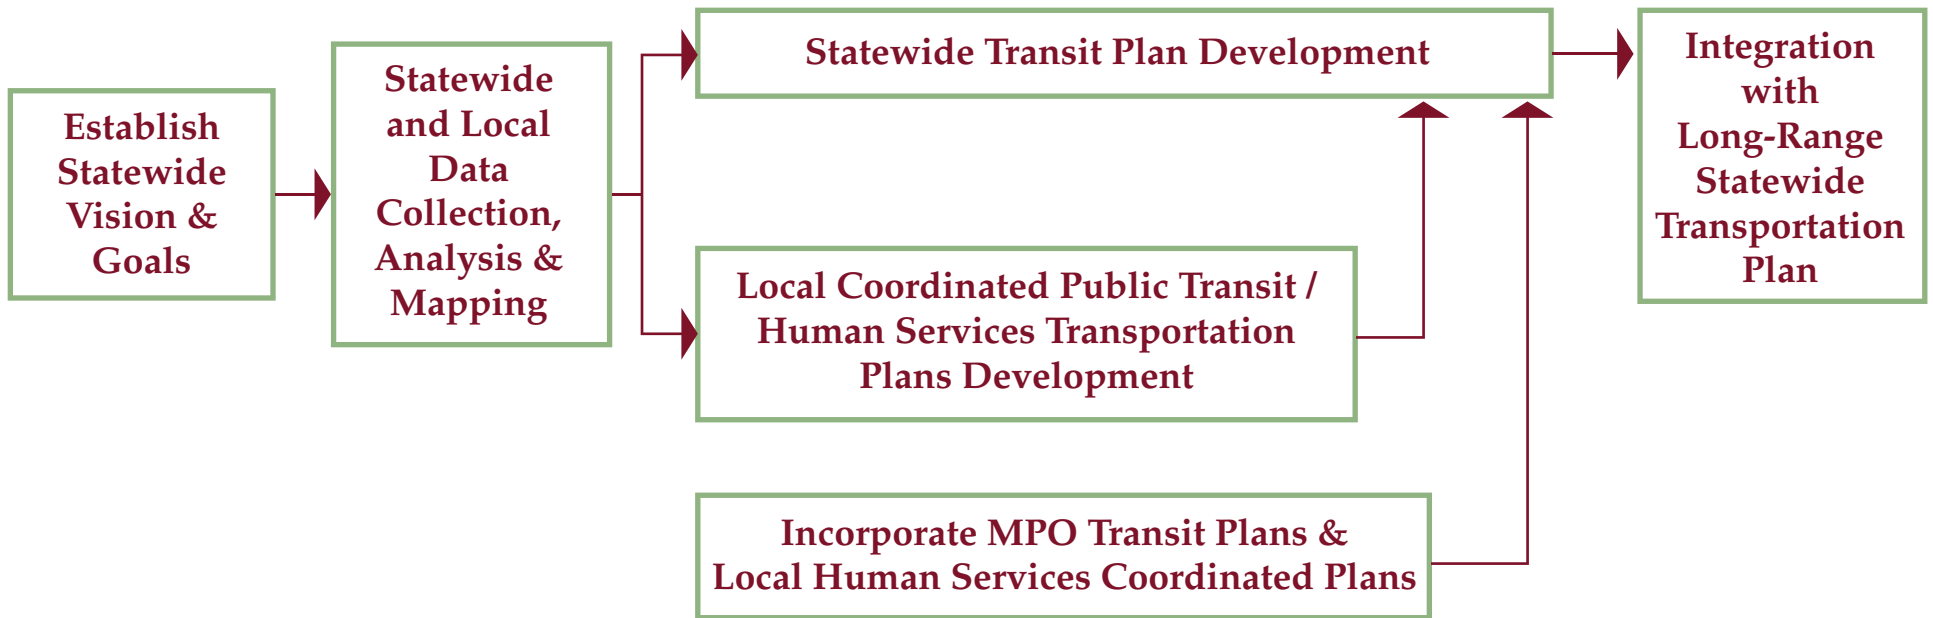 Establish
Statewide
Vision &
Goals
Statewide
and Local
Data
Collection,
Analysis &
Mapping
Statewide Transit Plan Development
Local Coordinated Public Transit /
Human Services Transportation
Plans Development
Incorporate MPO Transit Plans &
Local Human Services Coordinated Plans
Integration
with
Long-Range
Statewide
Transportation
Plan